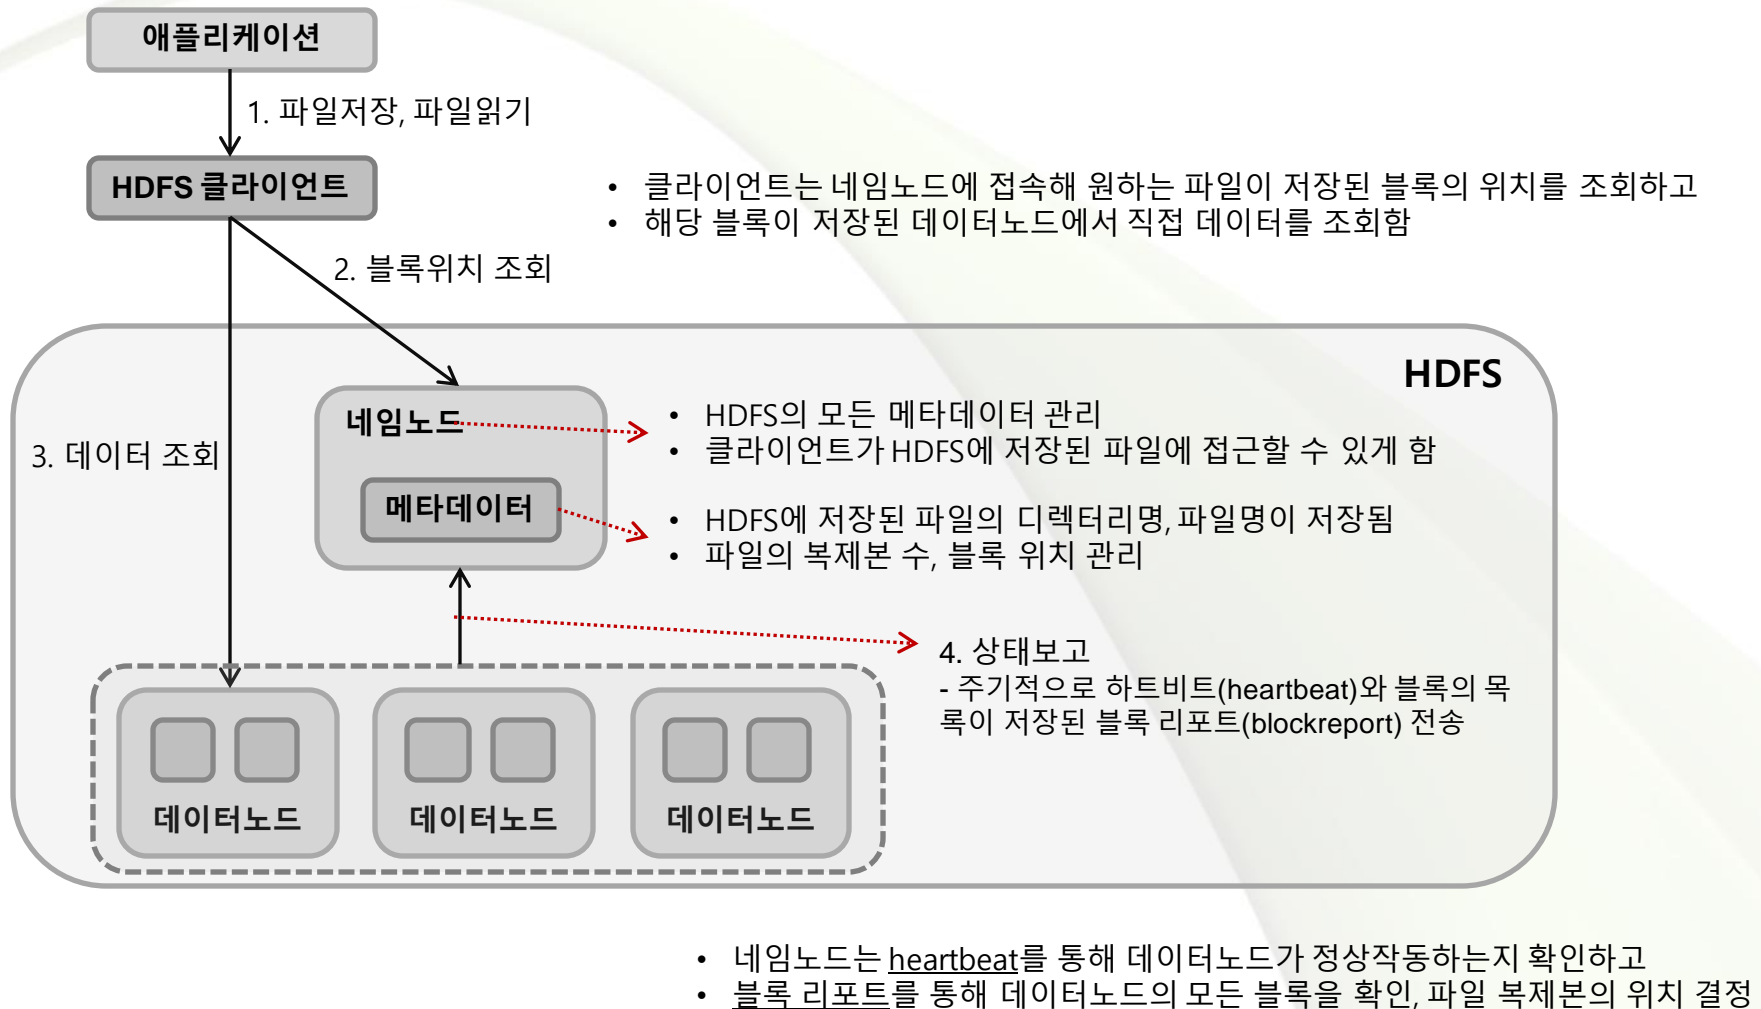 애플리케이션
1. 파일저장, 파일읽기
HDFS 클라이언트
• 클라이언트는 네임노드에 접속해 원하는 파일이 저장된 블록의 위치를 조회하고
• 해당 블록이 저장된 데이터노드에서 직접 데이터를 조회함
2. 블록위치 조회
HDFS
네임노드
• HDFS의 모든 메타데이터 관리
• 클라이언트가 HDFS에 저장된 파일에 접근할 수 있게 함
3. 데이터 조회
메타데이터
• HDFS에 저장된 파일의 디렉터리명, 파일명이 저장됨
• 파일의 복제본 수, 블록 위치 관리
4. 상태보고
- 주기적으로 하트비트(heartbeat)와 블록의 목
록이 저장된 블록 리포트(blockreport) 전송
데이터노드
데이터노드
데이터노드
• 네임노드는 heartbeat를 통해 데이터노드가 정상작동하는지 확인하고
• 블록 리포트를 통해 데이터노드의 모든 블록을 확인, 파일 복제본의 위치 결정